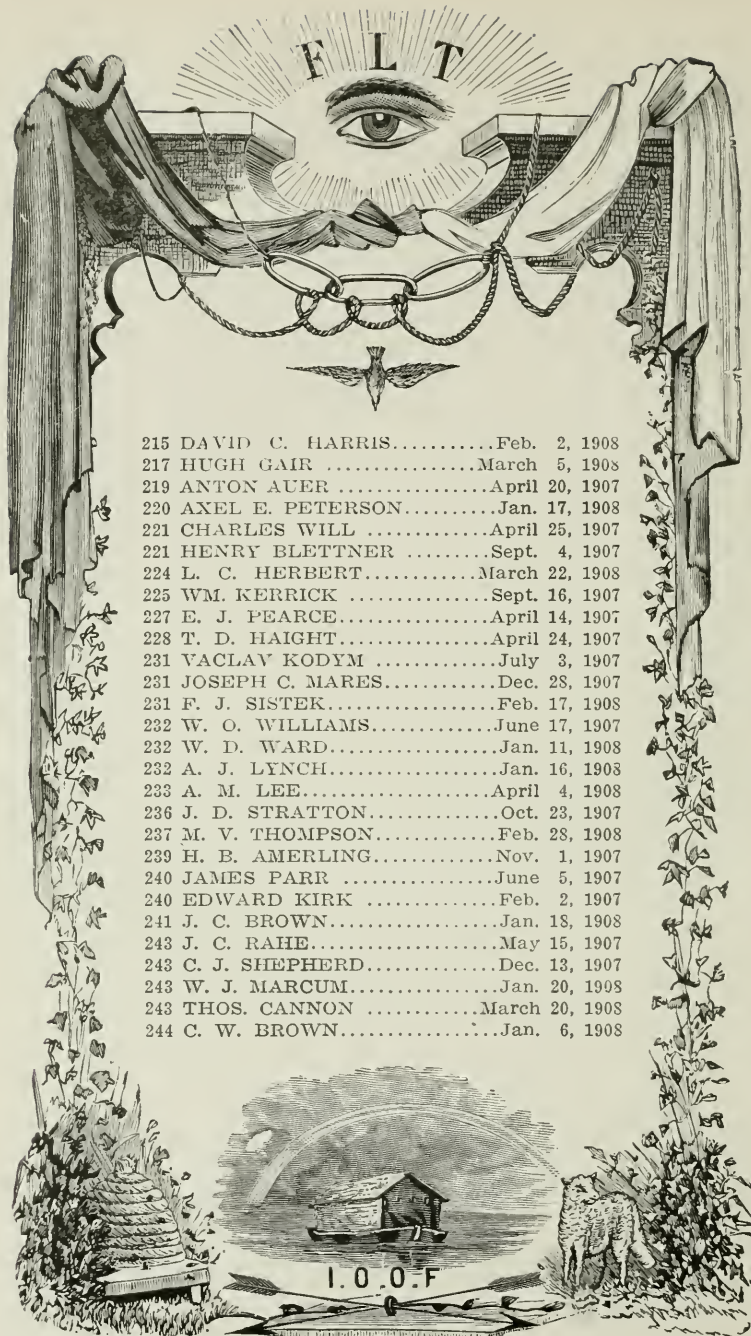 F L T
215 DAVID C. HARRIS...........Feb. 2, 1908
217 HUGH GAIR ..............March 5, 1908
219 ANTON AUER ..............April 20, 1907
220 AXEL E. PETERSON.........Jan. 17, 1908
221 CHARLES WILL ............April 25, 1907
221 HENRY BLETTNER .........Sept. 4, 1907
224 L. C. HERBERT...........March 22, 1908
225 WM. KERRICK .............Sept. 16, 1907
227 E. J. PEARCE..............April 14, 1907
228 T. D. HAIGHT..............April 24, 1907
231 VACLAV KODYM ............July 3, 1907
231 JOSEPH C. MARES...........Dec. 28, 1907
231 F. J. SISTEK................Feb. 17, 1908
232 W. O. WILLIAMS...........June 17, 1907
232 W. D. WARD...............Jan. 11, 1908
232 A. J. LYNCH...............Jan. 16, 1908
233 A. M. LEE.................April 4, 1908
236 J. D. STRATTON............Oct. 23, 1907
237 M. V. THOMPSON...........Feb. 28, 1908
239 H. B. AMERLING...........Nov. 1, 1907
240 JAMES PARR ..............June 5, 1907
240 EDWARD KIRK ............Feb. 2, 1907
241 J. C. BROWN...............Jan. 18, 1908
243 J. C. RAHE.................May 15, 1907
243 C. J. SHEPHERD............Dec. 13, 1907
243 W. J. MARCUM.............Jan. 20, 1908
243 THOS. CANNON ..........March 20, 1908
244 C. W. BROWN..............Jan. 6, 1908
I.O.O.F